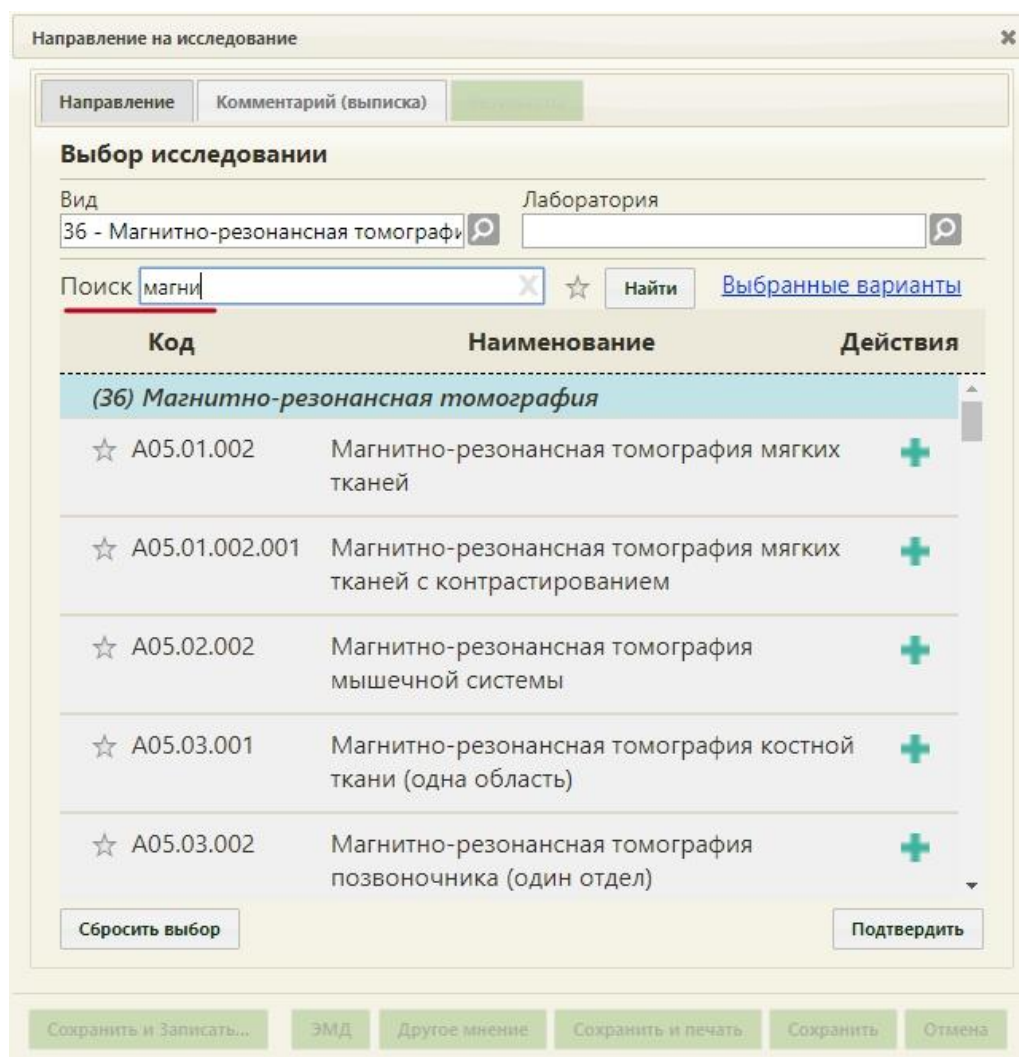 Направление на исследование
Направление Комментарий (выписка)
Выбор исследовании
Вид Лаборатория
36 - Магнитно-резонансная томографи
Поиск магни X Найти Выбранные варианты
Код Наименование Действия
(36) Магнитно-резонансная томография
A05.01.002 Магнитно-резонансная томография мягких
тканей
A05.01.002.001 Магнитно-резонансная томография мягких
тканей с контрастированием
A05.02.002 Магнитно-резонансная томография
мышечной системы
A05.03.001 Магнитно-резонансная томография костной
ткани (одна область)
A05.03.002 Магнитно-резонансная томография
позвоночника (один отдел)
Сбросить выбор Подтвердить
Сохранить и Записать... ЭМД Другое мнение Сохранить и печать Сохранить Отмена